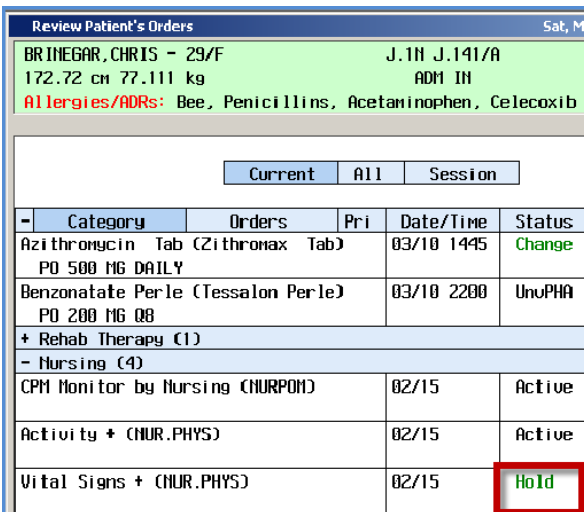 Review Patient's Orders Sat, M
BRINEGAR,CHRIS - 29/F J.1N J.141/A
172.72 cm 77.111 kg ADM IN
Allergies/ADRs: Bee, Penicillins, Acetaminophen, Celecoxib
Current All Session
- Category Orders Pri Date/Time Status
Azithromycin Tab (Zithromax Tab) 03/10 1445 Change
PO 500 MG DAILY
Benzonatate Perle (Tessalon Perle) 03/10 2200 UnvPHA
PO 200 MG Q8
+ Rehab Therapy (1)
- Nursing (4)
CPM Monitor by Nursing (NURPOM) 02/15 Active
Activity + (NUR.PHYS) 02/15 Active
Vital Signs + (NUR.PHYS) 02/15 Hold